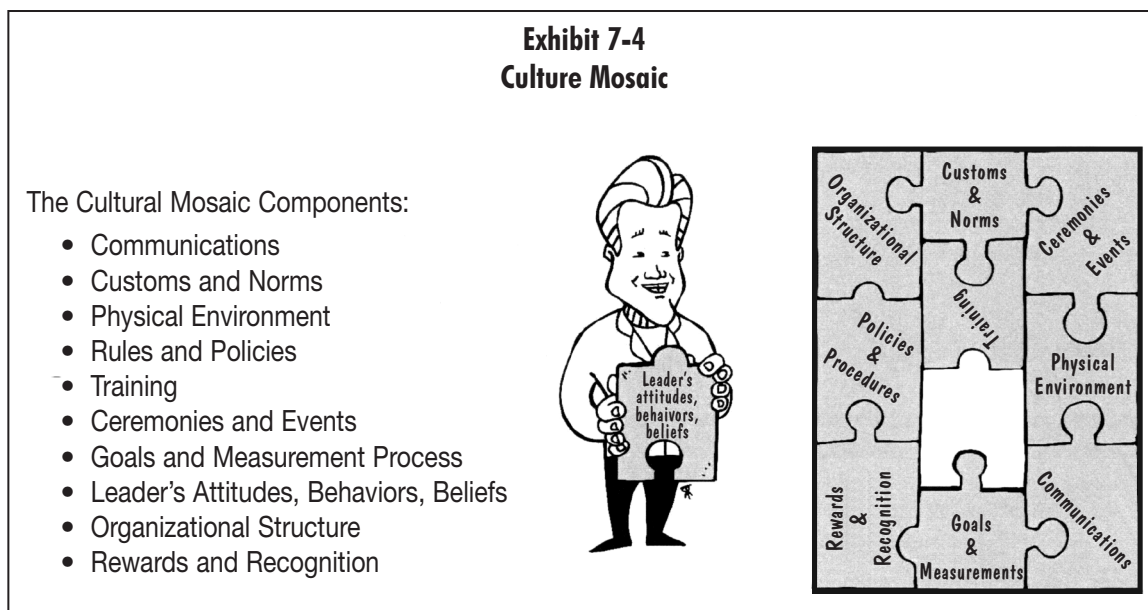 Exhibit 7-4
Culture Mosaic
The Cultural Mosaic Components:
• Communications
• Customs and Norms
• Physical Environment
• Rules and Policies
• Training
• Ceremonies and Events
• Goals and Measurement Process
• Leader's Attitudes, Behaviors, Beliefs
• Organizational Structure
• Rewards and Recognition
Leader's
attitudes,
behaivors,
beliefs
Organizational
Structure
Customs
&
Norms
Ceremonies
&
Events
Training
Policies
&
Procedures
Physical
Environment
Rewards
&
Recognition
Goals
&
Measurements
Communications